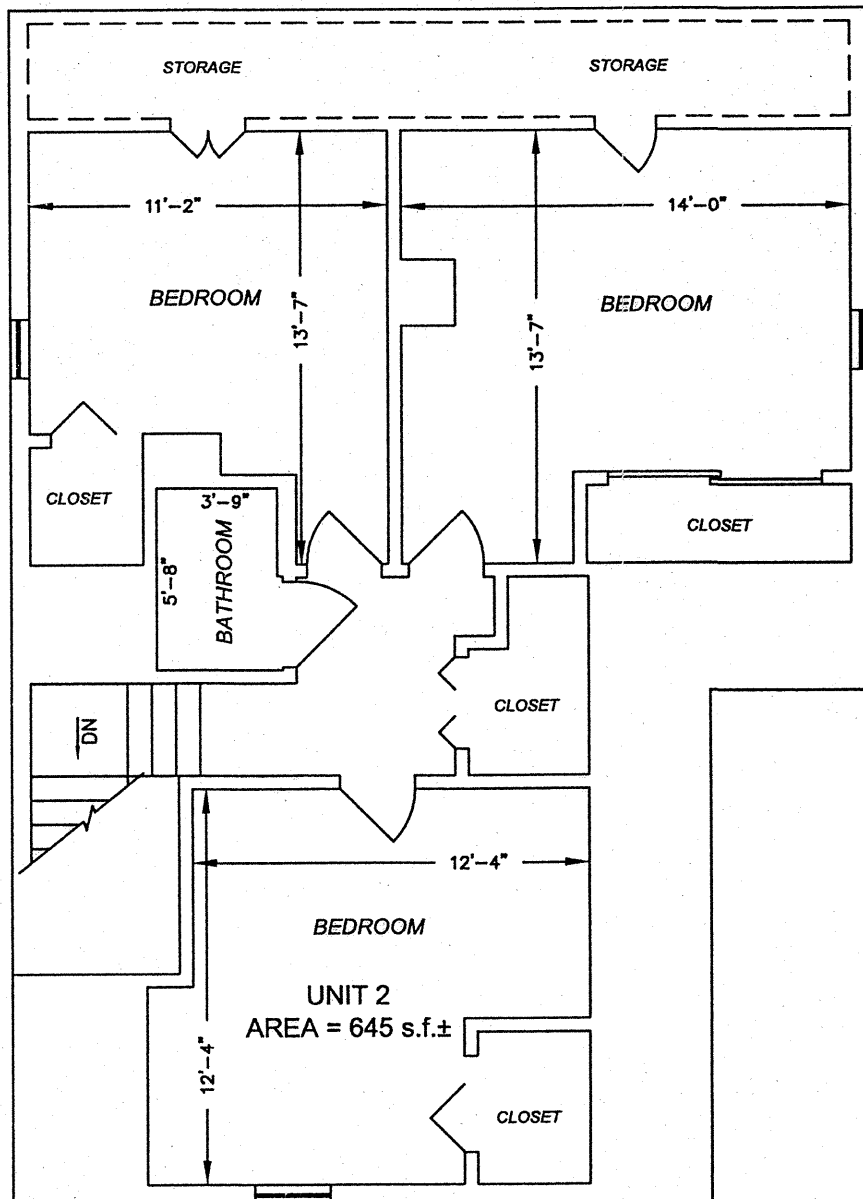 STORAGE
STORAGE
11'-2"
14'-0"
BEDROOM
13'-7"
BEDROOM
13'-7"
CLOSET
3'-9"
5'-8"
BATHROOM
CLOSET
CLOSET
DN
12'-4"
BEDROOM
UNIT 2
AREA = 645 s.f.±
12'-4"
CLOSET